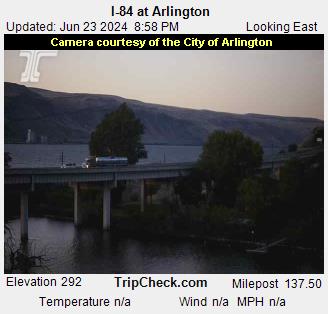 I-84 at Arlington
Updated: Jun 23 2024 8:58 PM Looking East
Camera courtesy of the City of Arlington
Elevation 292 TripCheck.com Milepost 137.50
Temperature n/a Wind n/a MPH n/a